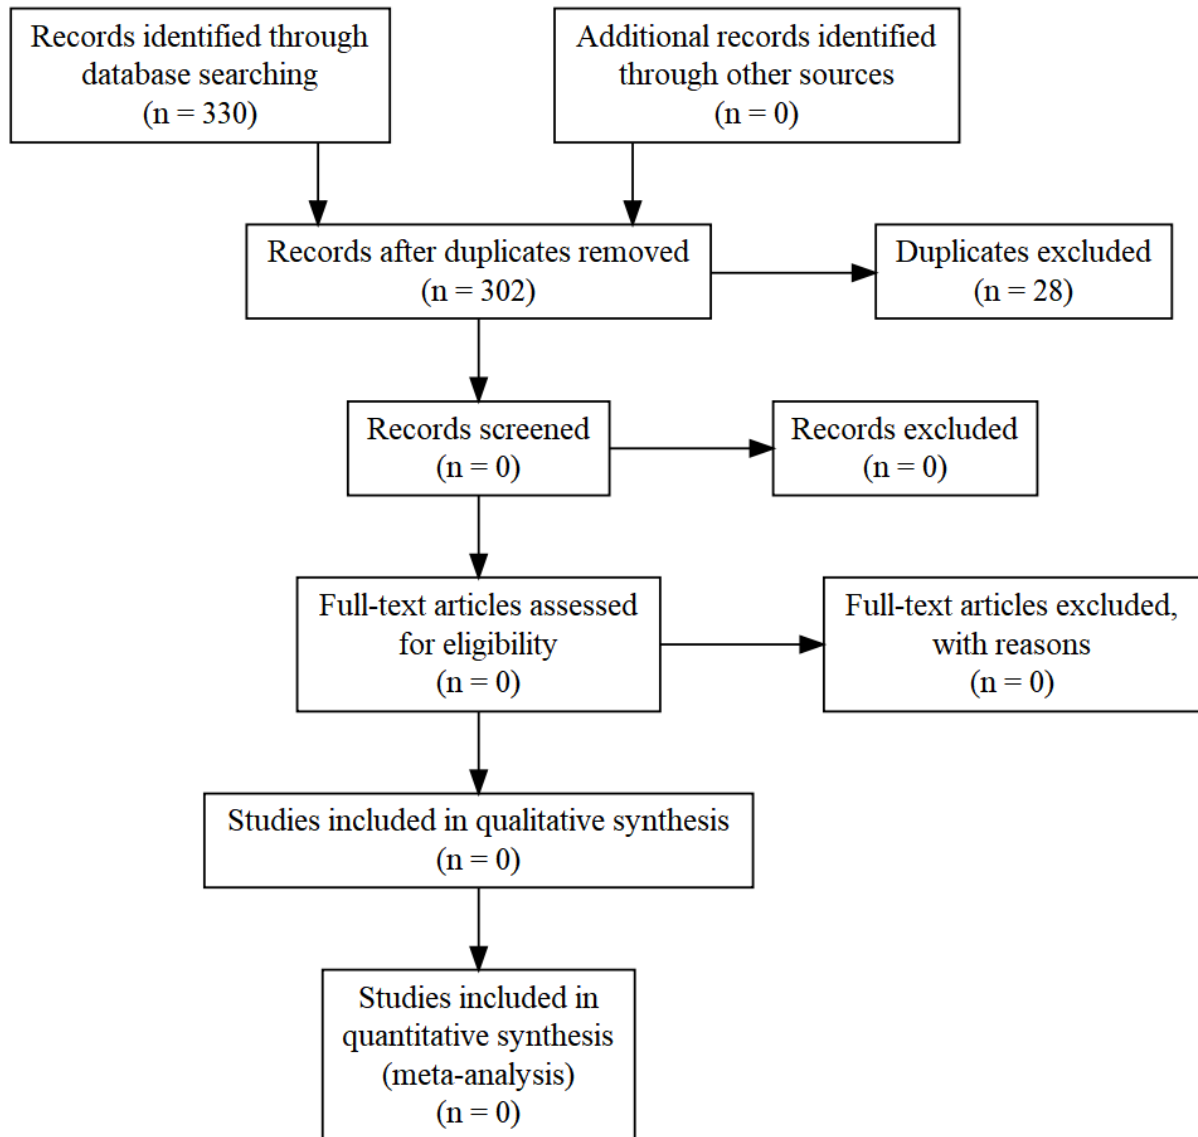 Records identified through
database searching
(n = 330)
Additional records identified
through other sources
(n = 0)
Records after duplicates removed
(n = 302)
Duplicates excluded
(n = 28)
Records screened
(n = 0)
Records excluded
(n = 0)
Full-text articles assessed
for eligibility
(n = 0)
Full-text articles excluded,
with reasons
(n = 0)
Studies included in qualitative synthesis
(n = 0)
Studies included in
quantitative synthesis
(meta-analysis)
(n = 0)